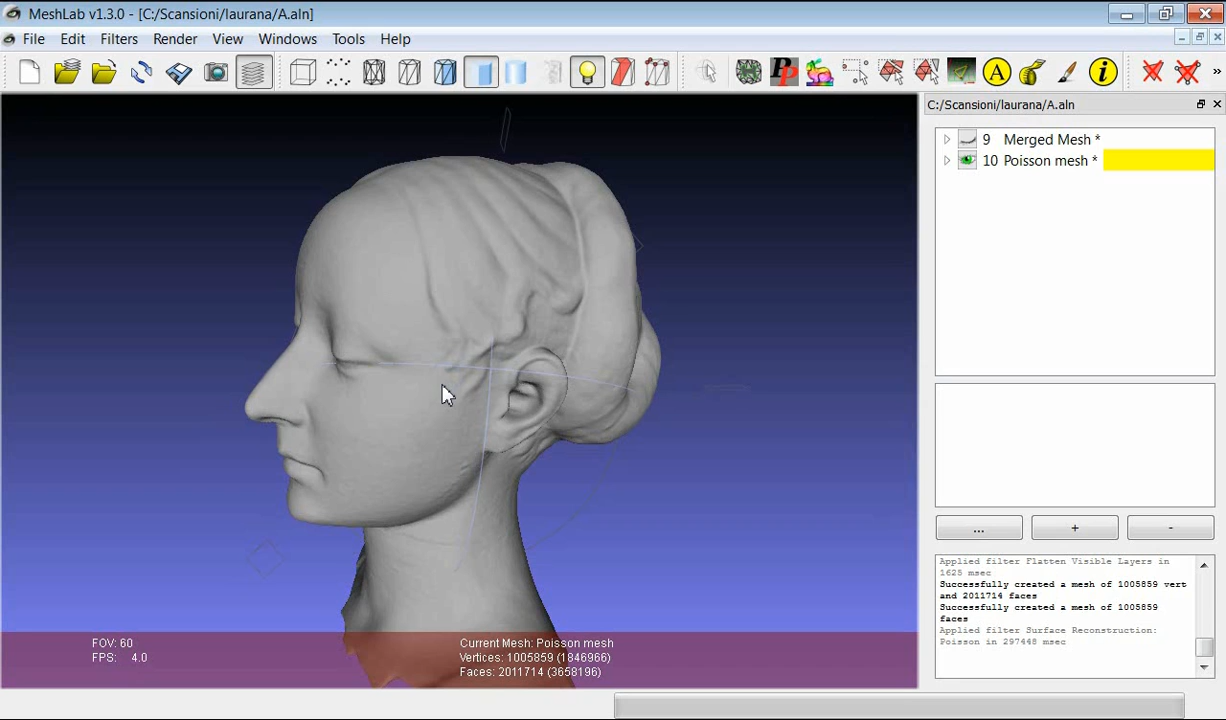 MeshLab v1.3.0 - [C:/Scansioni/laurana/A.aln]
File Edit Filters Render View Windows Tools Help
A i »
C:/Scansioni/laurana/A.aln
9 Merged Mesh *
10 Poisson mesh *
... + -
Applied filter Flatten Visible Layers in
1625 msec
Successfully created a mesh of 1005859 vert
and 2011714 faces
Successfully created a mesh of 1005859
faces
Applied filter Surface Reconstruction:
Poisson in 297448 msec
FOV: 60
FPS: 4.0
Current Mesh: Poisson mesh
Vertices: 1005859 (1846966)
Faces: 2011714 (3658196)